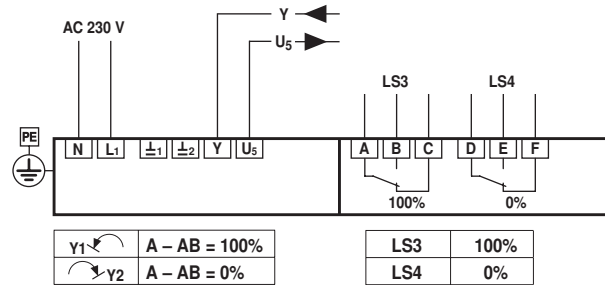 Y
AC 230 V
U5
LS3 LS4
PE
N L1 ⊥1 ⊥2 Y U5 A B C D E F
100% 0%
Y1 A – AB = 100% LS3 100%
Y2 A – AB = 0% LS4 0%